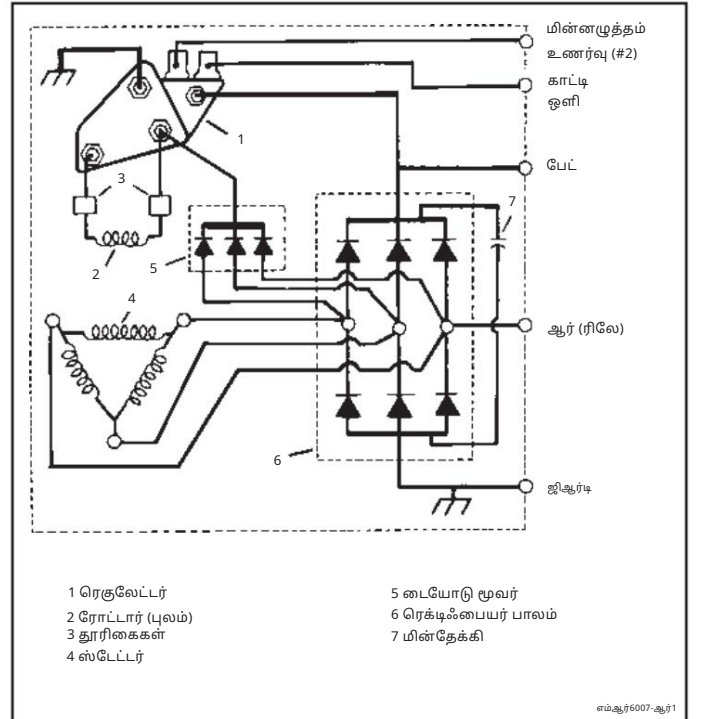 மின்னழுத்தம்
உணர்வு (#2)
காட்டி
ஒளி
1
பேட்
3
7
2
5
4
ஆர் (ரிலே)
6
ஜிஆர்டி
1 ரெகுலேட்டர்
2 ரோட்டார் (புலம்)
3 தூரிகைகள்
4 ஸ்டேட்டர்
5 டையோடு மூவர்
6 ரெக்டிஃபையர் பாலம்
7 மின்தேக்கி
எம்ஆர்6007-ஆர்1